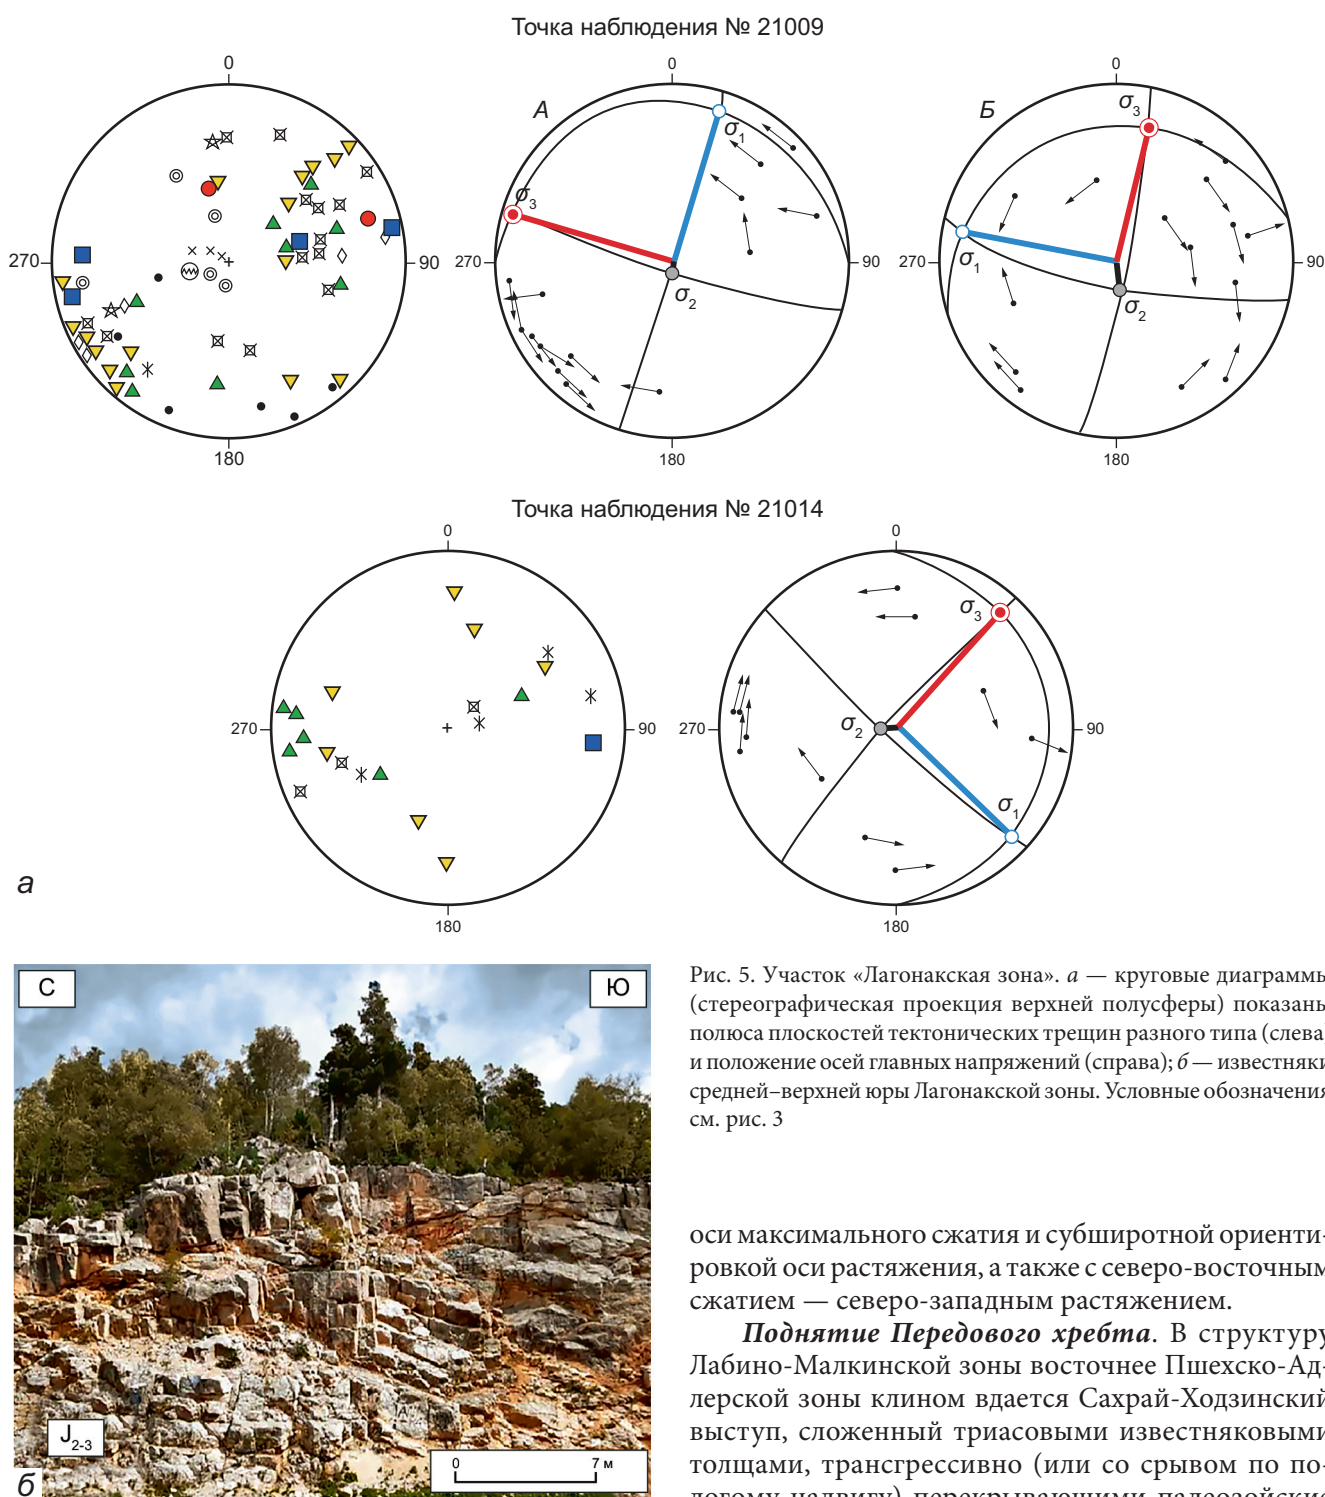 Точка наблюдения № 21009
0
270
90
180
А
0
σ1
σ3
σ2
270
90
180
Б
0
σ3
σ1
σ2
270
90
180
Точка наблюдения № 21014
0
270
90
180
0
σ3
σ2
σ1
270
90
180
а
С
Ю
J2-3
0
7 м
б
Рис. 5. Участок «Лагонакская зона». а — круговые диаграммы
(стереографическая проекция верхней полусферы) показаны
полюса плоскостей тектонических трещин разного типа (слева)
и положение осей главных напряжений (справа); б — известняки
средней–верхней юры Лагонакской зоны. Условные обозначения
см. рис. 3
оси максимального сжатия и субширотной ориенти-
ровкой оси растяжения, а также с северо-восточным
сжатием — северо-западным растяжением.
Поднятие Передового хребта. В структуру
Лабино-Малкинской зоны восточнее Пшехско-Ад-
лерской зоны клином вдается Сахрай-Ходзинский
выступ, сложенный триасовыми известняковыми
толщами, трансгрессивно (или со срывом по по-
логому надвигу) перекрывающими палеозойские